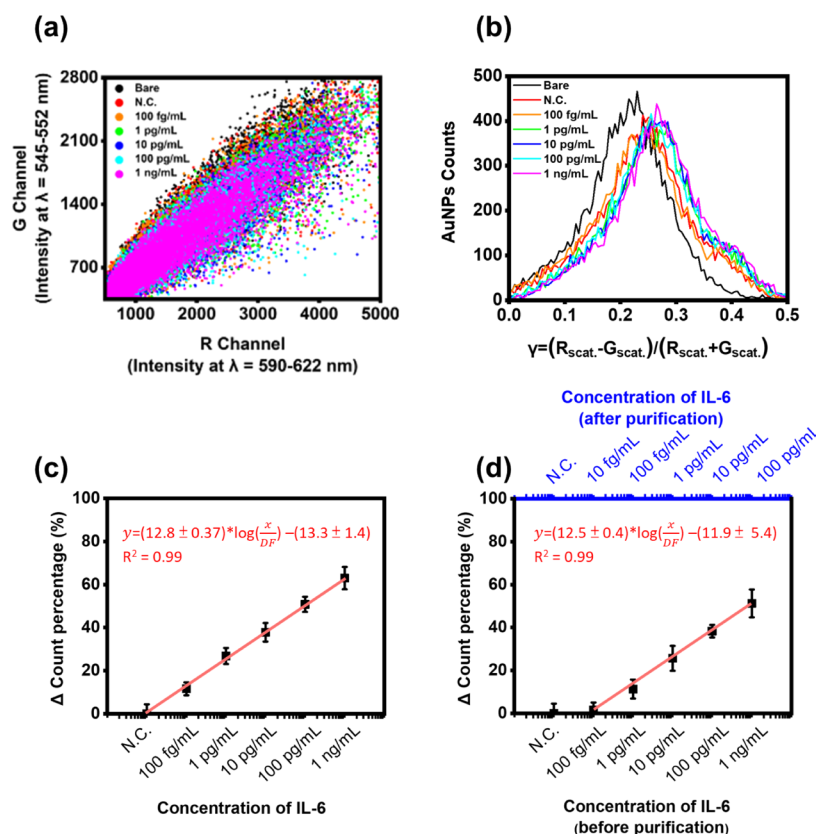 (a)
G Channel
(Intensity at λ = 545-552 nm)
2800
2100
1400
700
Bare
N.C.
100 fg/mL
1 pg/mL
10 pg/mL
100 pg/mL
1 ng/mL
1000 2000 3000 4000 5000
R Channel
(Intensity at λ = 590-622 nm)
(b)
AuNPs Counts
500
400
300
200
100
0
Bare
N.C.
100 fg/mL
1 pg/mL
10 pg/mL
100 pg/mL
1 ng/mL
0.0 0.1 0.2 0.3 0.4 0.5
γ=(Rscat.-Gscat.)/(Rscat.+Gscat.)
(c)
Δ Count percentage (%)
100
80
60
40
20
0
y=(12.8 ± 0.37)*log(x/DF) −(13.3 ± 1.4)
R² = 0.99
N.C. 100 fg/mL 1 pg/mL 10 pg/mL 100 pg/mL 1 ng/mL
Concentration of IL-6
Concentration of IL-6
(after purification)
(d)
N.C. 10 fg/mL 100 fg/mL 1 pg/mL 10 pg/mL 100 pg/mL
Δ Count percentage (%)
100
80
60
40
20
0
y=(12.5 ± 0.4)*log(x/DF) −(11.9 ± 5.4)
R² = 0.99
N.C. 100 fg/mL 1 pg/mL 10 pg/mL 100 pg/mL 1 ng/mL
Concentration of IL-6
(before purification)